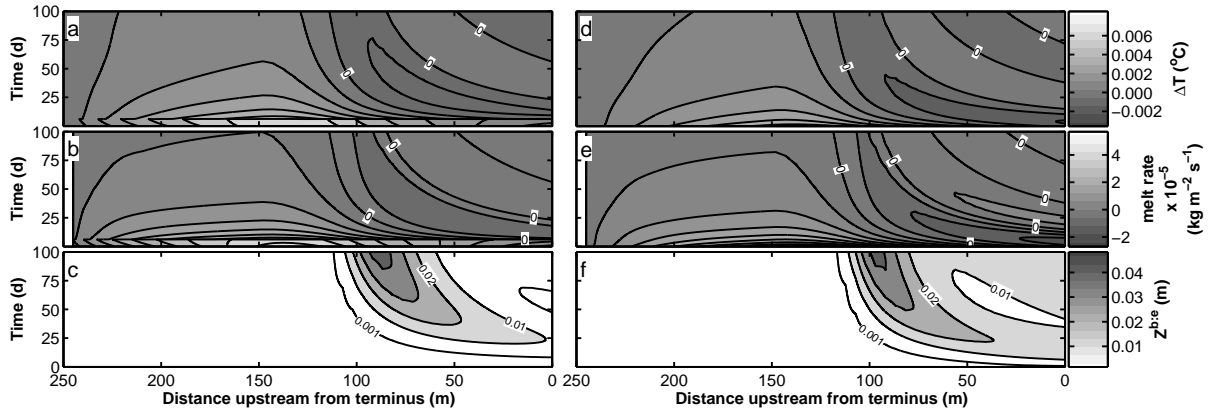 a
100
75
50
25
Time (d)
0
0
0
d
0
0
0
0.006
0.004
0.002
0.000
−0.002
ΔT (°C)
b
100
75
50
25
Time (d)
0
0
0
0
e
0
0
0
0
0
0
4
2
0
−2
melt rate
x 10⁻⁵
(kg m⁻² s⁻¹)
c
100
75
50
25
0
Time (d)
0.001
0.02
0.01
f
0.001
0.02
0.01
0.04
0.03
0.02
0.01
Z^b:e (m)
250 200 150 100 50 0
250 200 150 100 50 0
Distance upstream from terminus (m)
Distance upstream from terminus (m)